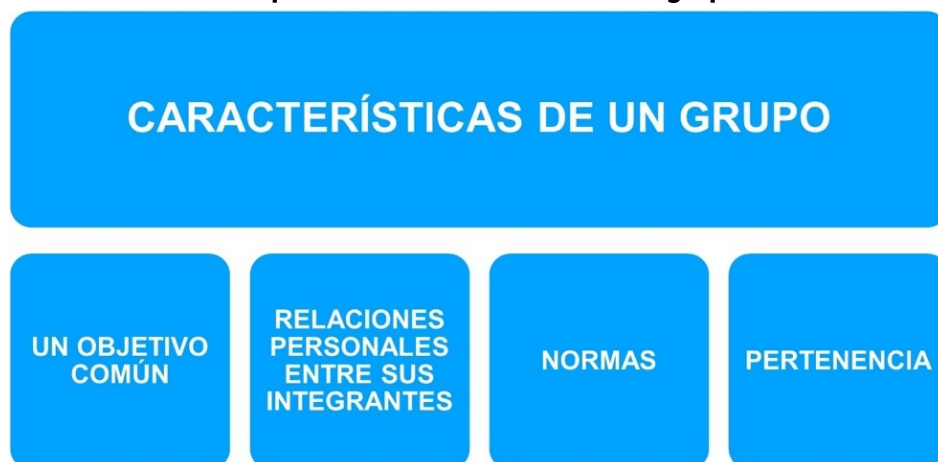 CARACTERÍSTICAS DE UN GRUPO
UN OBJETIVO
COMÚN
RELACIONES
PERSONALES
ENTRE SUS
INTEGRANTES
NORMAS
PERTENENCIA